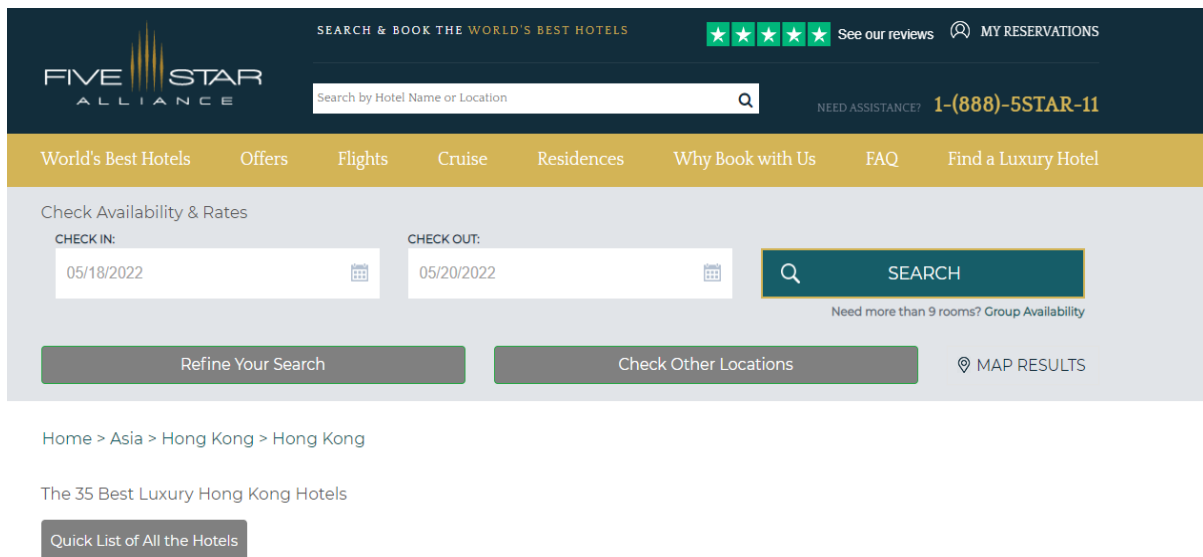 SEARCH & BOOK THE WORLD'S BEST HOTELS
See our reviews
MY RESERVATIONS
FIVE STAR
ALLIANCE
Search by Hotel Name or Location
NEED ASSISTANCE? 1-(888)-5STAR-11
World's Best Hotels Offers Flights Cruise Residences Why Book with Us FAQ Find a Luxury Hotel
Check Availability & Rates
CHECK IN: CHECK OUT:
05/18/2022 05/20/2022 SEARCH
Need more than 9 rooms? Group Availability
Refine Your Search Check Other Locations MAP RESULTS
Home > Asia > Hong Kong > Hong Kong
The 35 Best Luxury Hong Kong Hotels
Quick List of All the Hotels